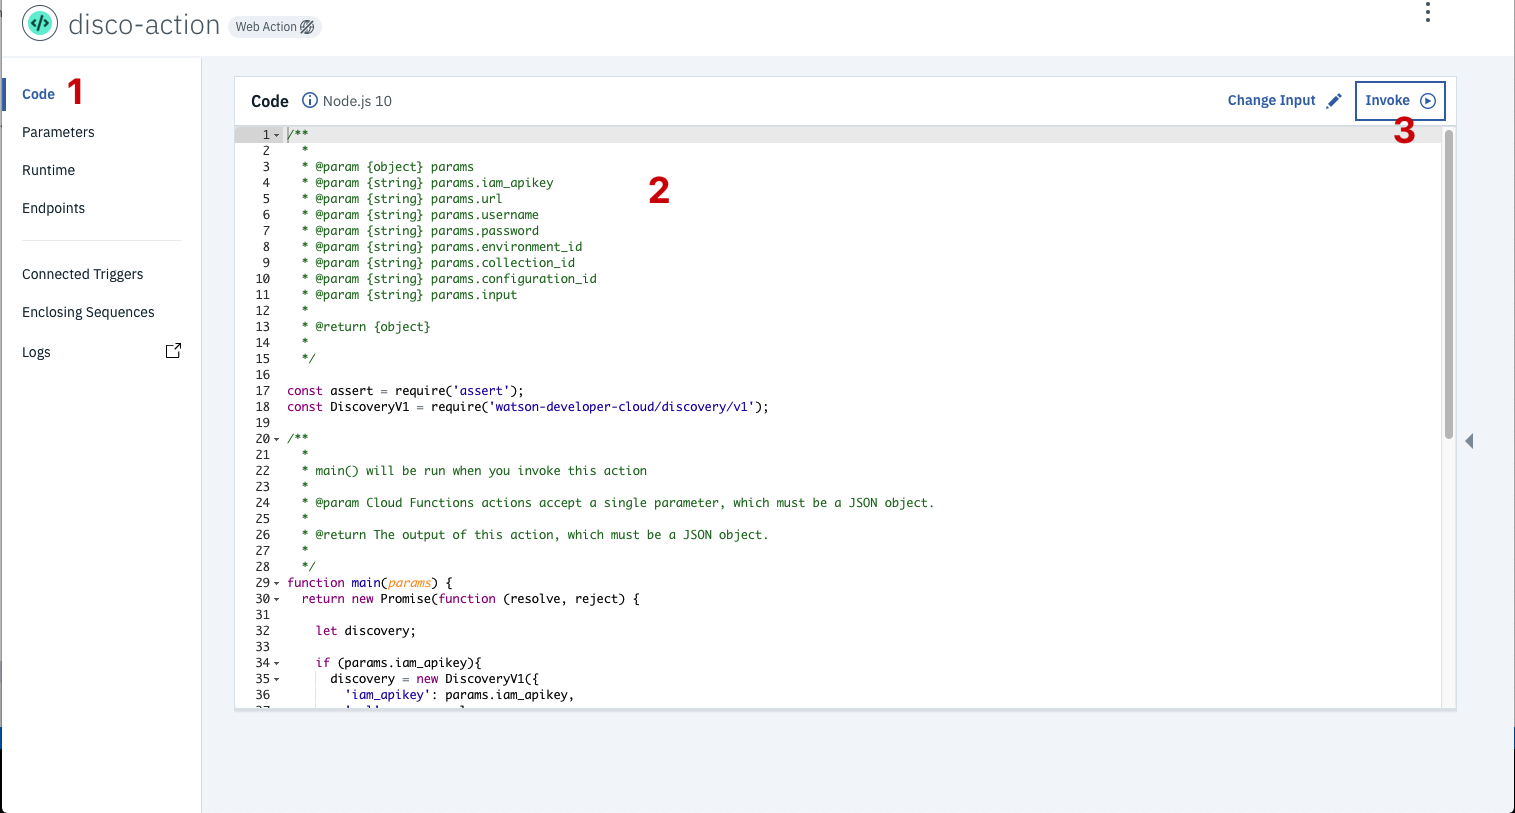 disco-action Web Action
Code 1
Parameters
Runtime
Endpoints
Connected Triggers
Enclosing Sequences
Logs
Code Node.js 10 Change Input Invoke
3
2
1 /**
2 *
3 * @param {object} params
4 * @param {string} params.iam_apikey
5 * @param {string} params.url
6 * @param {string} params.username
7 * @param {string} params.password
8 * @param {string} params.environment_id
9 * @param {string} params.collection_id
10 * @param {string} params.configuration_id
11 * @param {string} params.input
12 *
13 * @return {object}
14 *
15 */
16
17 const assert = require('assert');
18 const DiscoveryV1 = require('watson-developer-cloud/discovery/v1');
19
20 /**
21 *
22 * main() will be run when you invoke this action
23 *
24 * @param Cloud Functions actions accept a single parameter, which must be a JSON object.
25 *
26 * @return The output of this action, which must be a JSON object.
27 *
28 */
29 function main(params) {
30 return new Promise(function (resolve, reject) {
31
32 let discovery;
33
34 if (params.iam_apikey){
35 discovery = new DiscoveryV1({
36 'iam_apikey': params.iam_apikey,